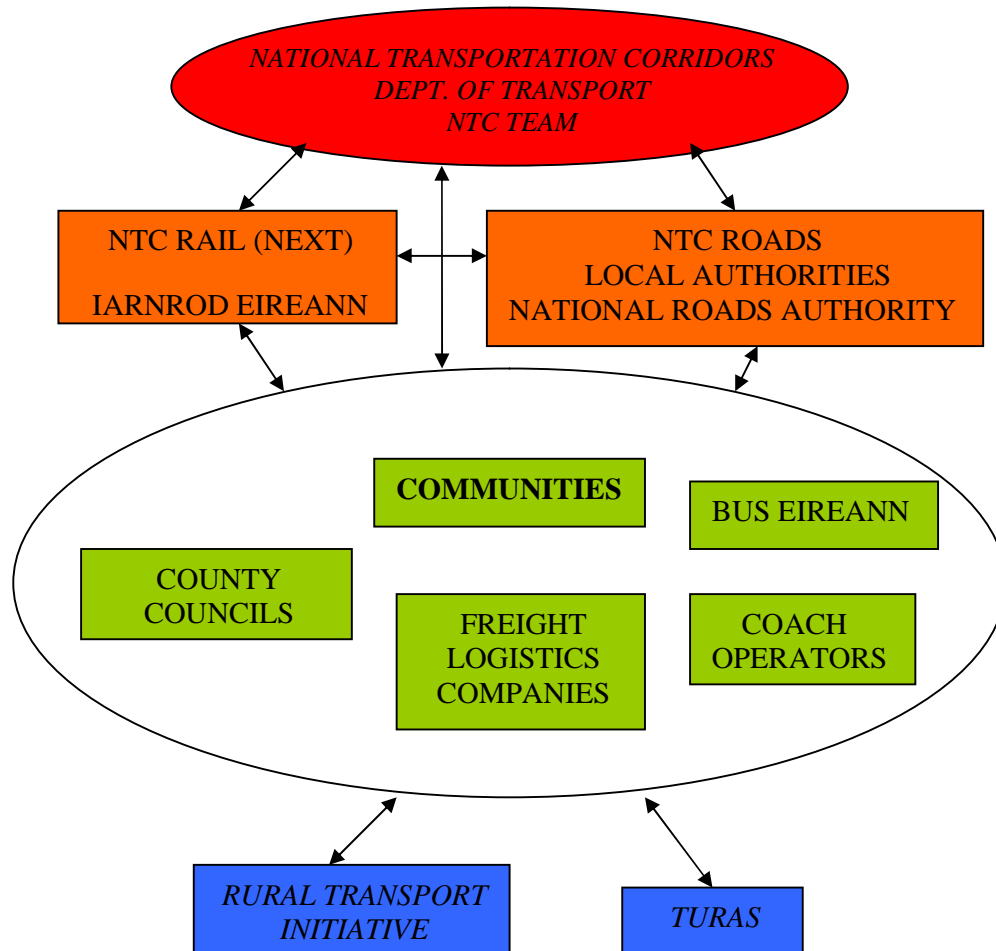 NATIONAL TRANSPORTATION CORRIDORS
DEPT. OF TRANSPORT
NTC TEAM
NTC RAIL (NEXT)
IARNROD EIREANN
NTC ROADS
LOCAL AUTHORITIES
NATIONAL ROADS AUTHORITY
COMMUNITIES
BUS EIREANN
COUNTY
COUNCILS
FREIGHT
LOGISTICS
COMPANIES
COACH
OPERATORS
RURAL TRANSPORT
INITIATIVE
TURAS